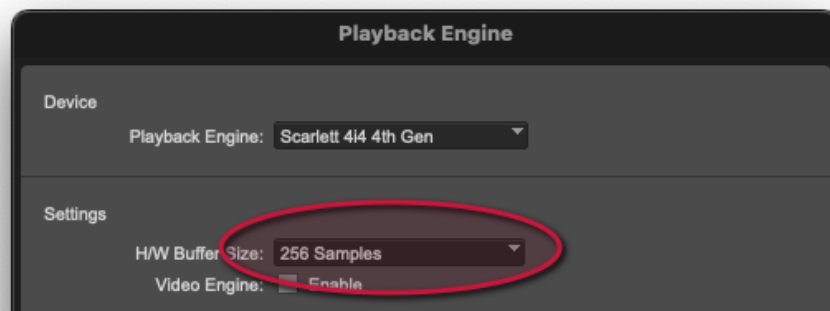 Playback Engine
Device
Playback Engine: Scarlett 4i4 4th Gen
Settings
H/W Buffer Size: 256 Samples
Video Engine: Enable